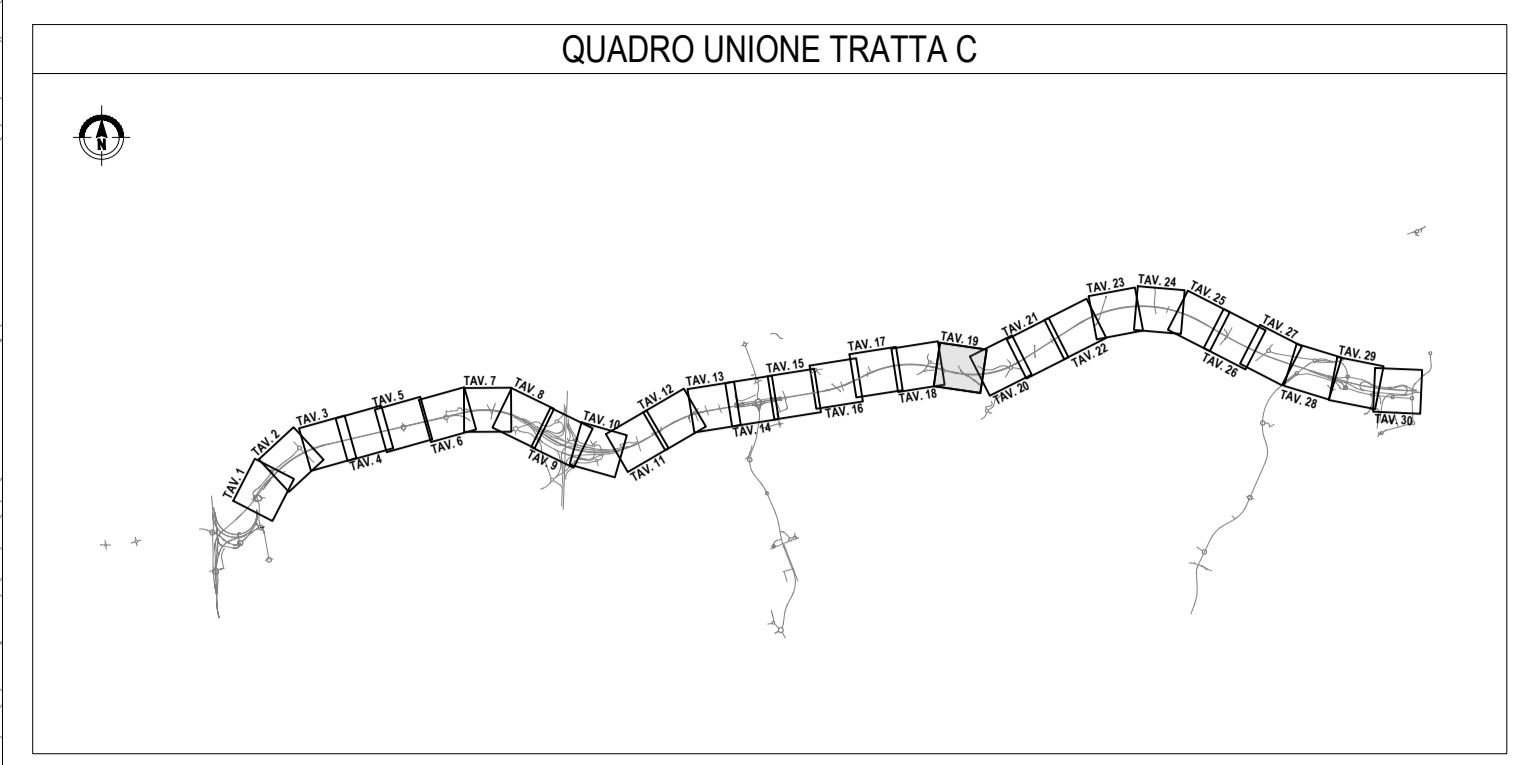 QUADRO UNIONE TRATTA C
N
TAV. 1
TAV. 2
TAV. 3
TAV. 4
TAV. 5
TAV. 6
TAV. 7
TAV. 8
TAV. 9
TAV. 10
TAV. 11
TAV. 12
TAV. 13
TAV. 14
TAV. 15
TAV. 16
TAV. 17
TAV. 18
TAV. 19
TAV. 20
TAV. 21
TAV. 22
TAV. 23
TAV. 24
TAV. 25
TAV. 26
TAV. 27
TAV. 28
TAV. 29
TAV. 30